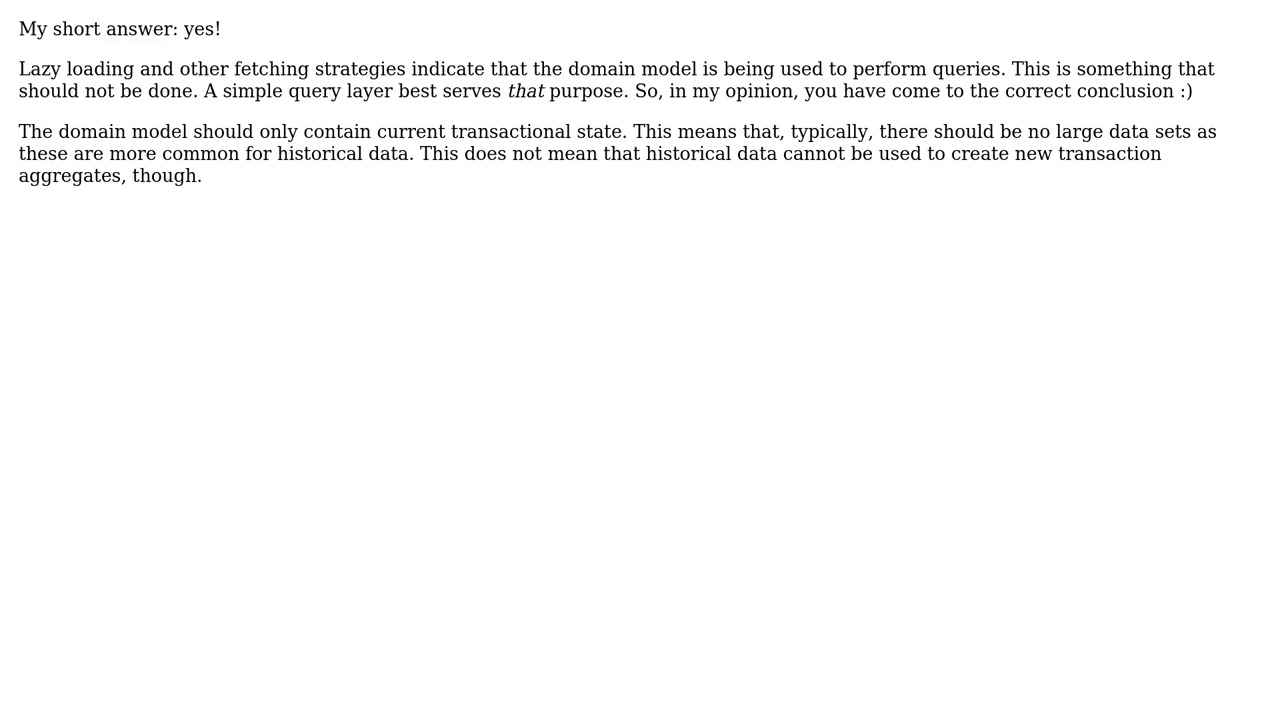 My short answer: yes!
Lazy loading and other fetching strategies indicate that the domain model is being used to perform queries. This is something that
should not be done. A simple query layer best serves that purpose. So, in my opinion, you have come to the correct conclusion :)
The domain model should only contain current transactional state. This means that, typically, there should be no large data sets as
these are more common for historical data. This does not mean that historical data cannot be used to create new transaction
aggregates, though.